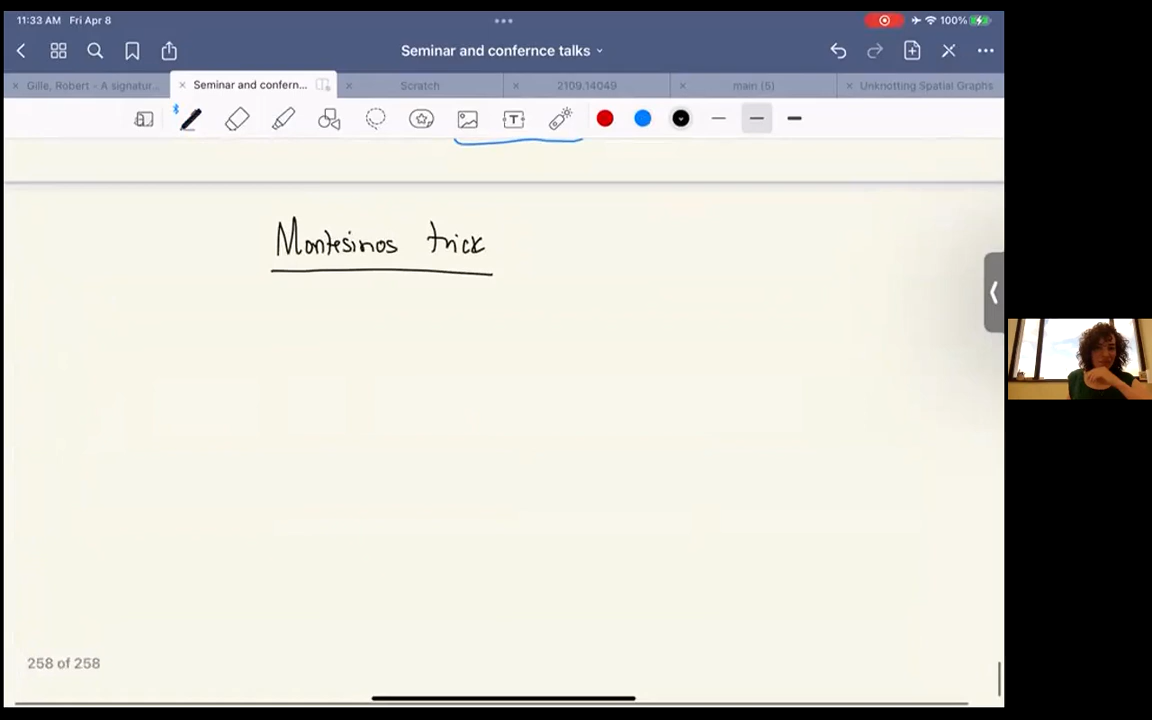 11:33 AM Fri Apr 8
100%
Seminar and confernce talks
Gille, Robert - A signatur...
Seminar and confern...
Scratch
2109.14049
main (5)
Unknotting Spatial Graphs
T
Montesinos trick
258 of 258